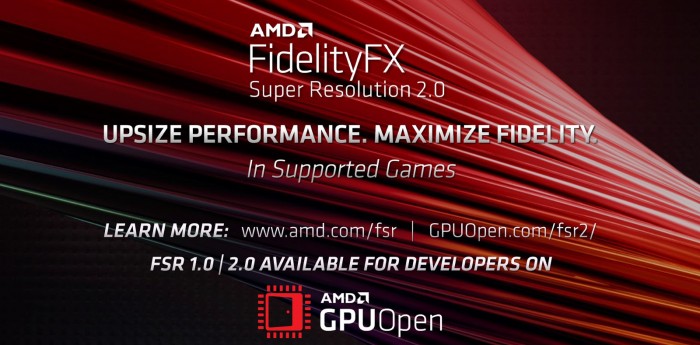 AMD
FidelityFX
Super Resolution 2.0
UPSIZE PERFORMANCE. MAXIMIZE FIDELITY.
In Supported Games
LEARN MORE: www.amd.com/fsr | GPUOpen.com/fsr2/
FSR 1.0 | 2.0 AVAILABLE FOR DEVELOPERS ON
AMD
GPUOpen